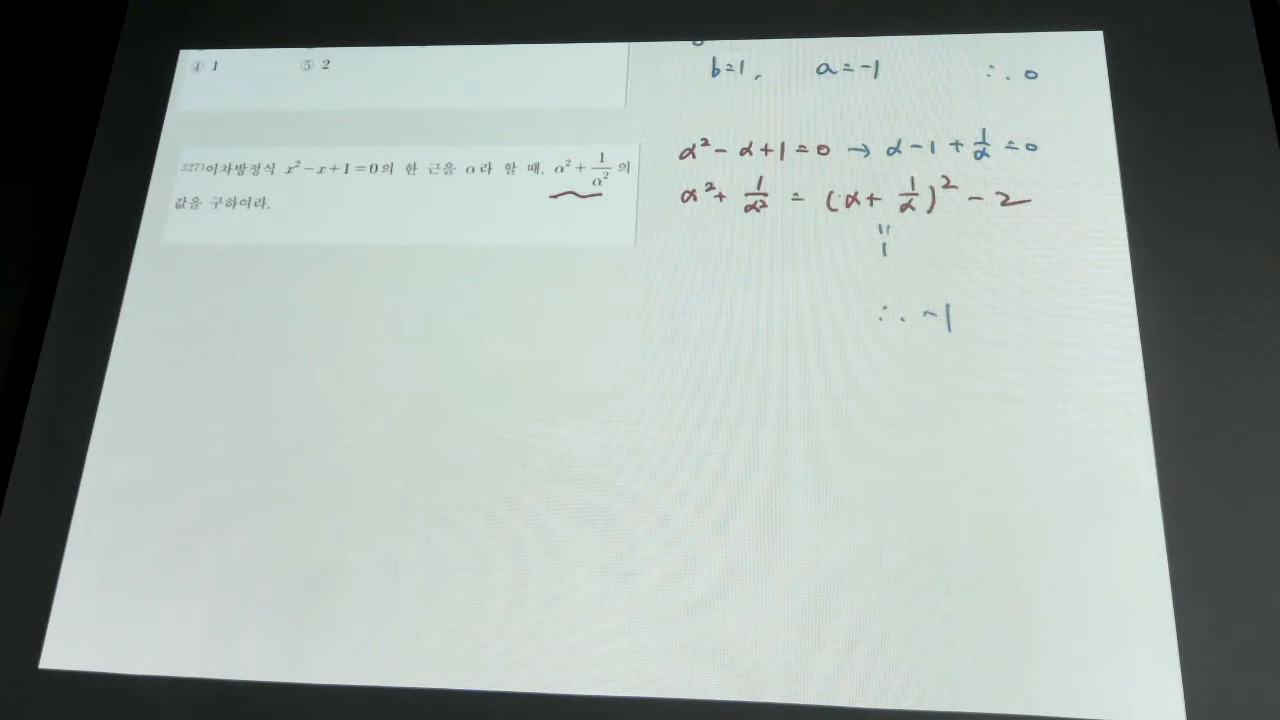 ④ 1 ⑤ 2
327)이차방정식 x²−x+1=0의 한 근을 α라 할 때, α²+1/α²의
값을 구하여라.
b=1, a=-1 ∴ 0
α²-α+1=0 → α-1+1/α=0
α²+1/α² = (α+1/α)²-2
"
1
∴ -1